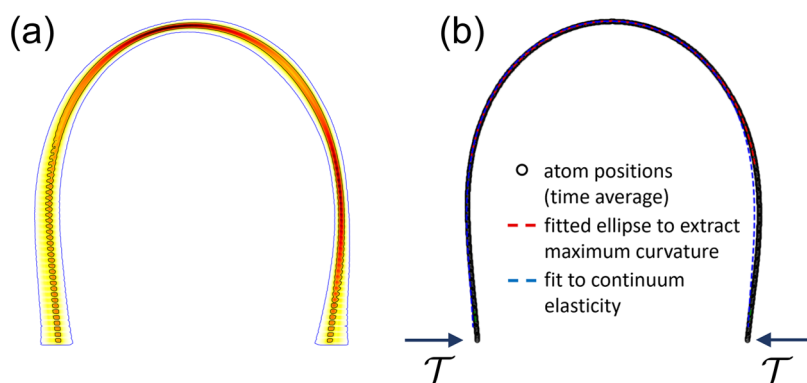 (a)
(b)
atom positions
(time average)
fitted ellipse to extract
maximum curvature
fit to continuum
elasticity
𝒯
𝒯